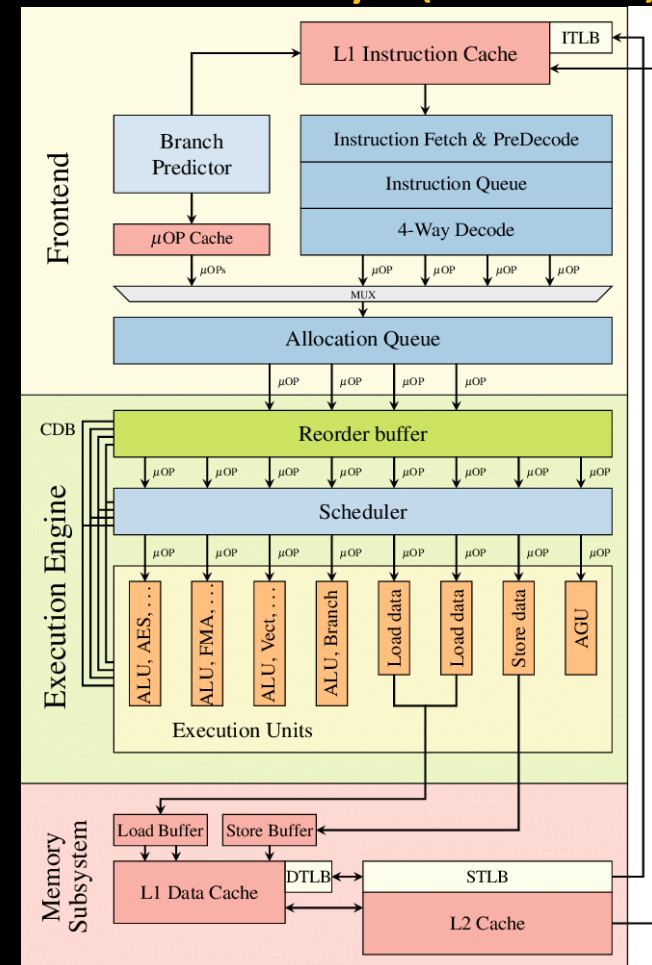 ITLB
L1 Instruction Cache
Branch
Predictor
Instruction Fetch & PreDecode
Instruction Queue
4-Way Decode
Frontend
μOP Cache
μOPs
μOP
μOP
μOP
μOP
MUX
Allocation Queue
μOP
μOP
μOP
μOP
CDB
Reorder buffer
μOP
μOP
μOP
μOP
μOP
μOP
μOP
μOP
Scheduler
Execution Engine
μOP
μOP
μOP
μOP
μOP
μOP
μOP
μOP
ALU, AES, . . .
ALU, FMA, . . .
ALU, Vect, . . .
ALU, Branch
Load data
Load data
Store data
AGU
Execution Units
Memory
Subsystem
Load Buffer
Store Buffer
L1 Data Cache
DTLB
STLB
L2 Cache